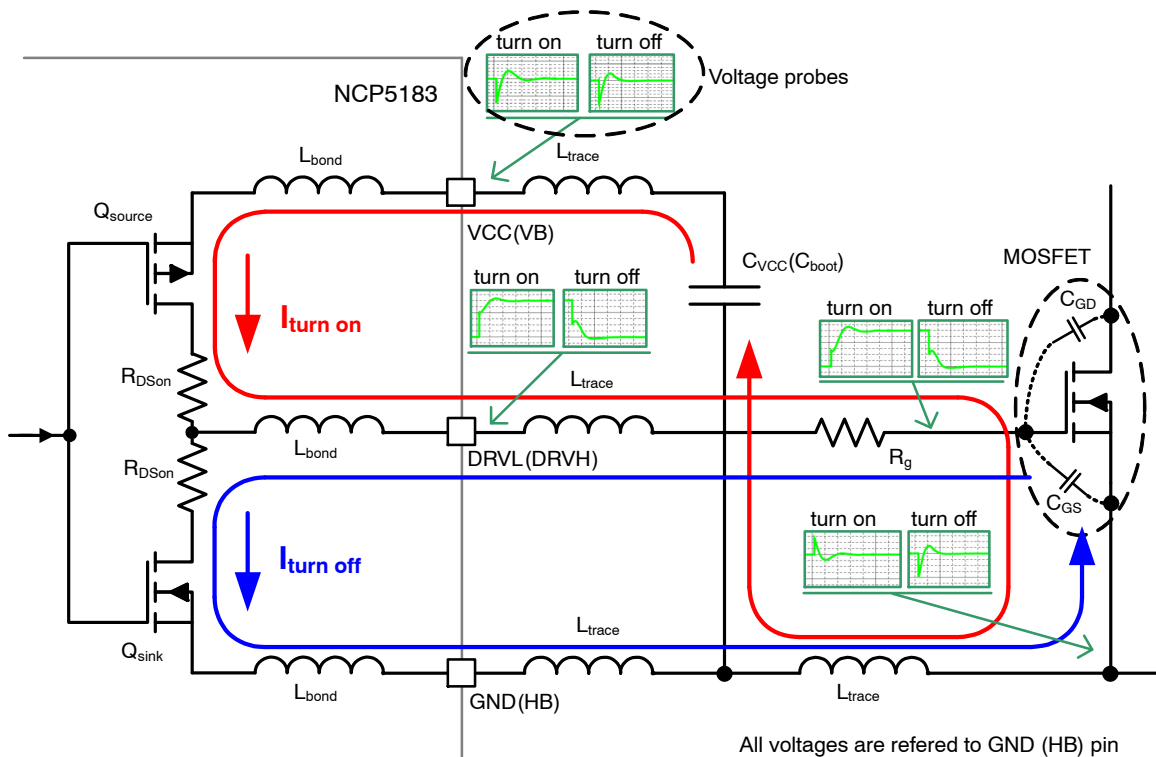 turn on turn off
Voltage probes
NCP5183
L_bond
L_trace
Q_source
VCC(VB)
C_VCC(C_boot)
MOSFET
turn on turn off
turn on turn off
C_GD
I_turn on
R_DSon
L_trace
L_bond
DRVL(DRVH)
R_g
R_DSon
C_GS
turn on turn off
I_turn off
L_trace
Q_sink
L_bond
GND(HB)
L_trace
All voltages are refered to GND (HB) pin